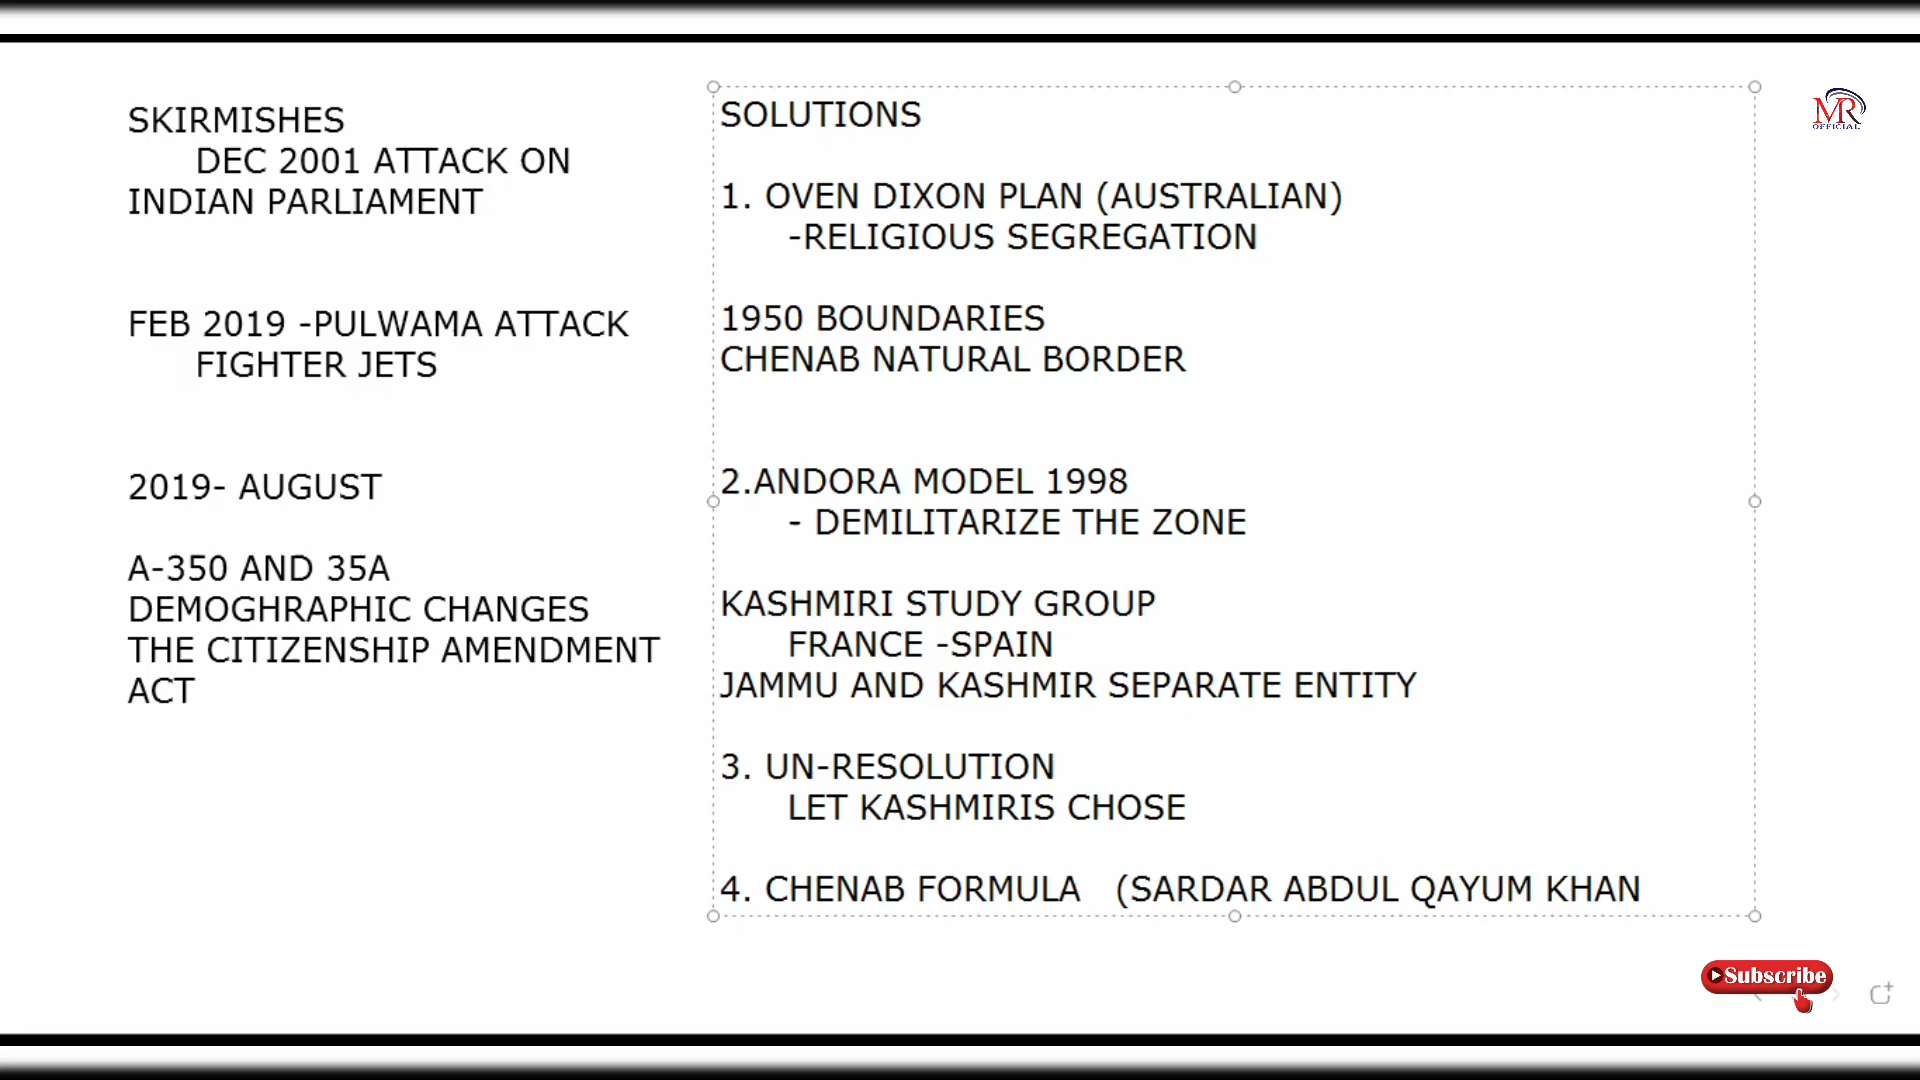 SKIRMISHES
DEC 2001 ATTACK ON
INDIAN PARLIAMENT
FEB 2019 -PULWAMA ATTACK
FIGHTER JETS
2019- AUGUST
A-350 AND 35A
DEMOGHRAPHIC CHANGES
THE CITIZENSHIP AMENDMENT
ACT
SOLUTIONS
1. OVEN DIXON PLAN (AUSTRALIAN)
-RELIGIOUS SEGREGATION
1950 BOUNDARIES
CHENAB NATURAL BORDER
2.ANDORA MODEL 1998
- DEMILITARIZE THE ZONE
KASHMIRI STUDY GROUP
FRANCE -SPAIN
JAMMU AND KASHMIR SEPARATE ENTITY
3. UN-RESOLUTION
LET KASHMIRIS CHOSE
4. CHENAB FORMULA (SARDAR ABDUL QAYUM KHAN
MR
OFFICIAL
Subscribe